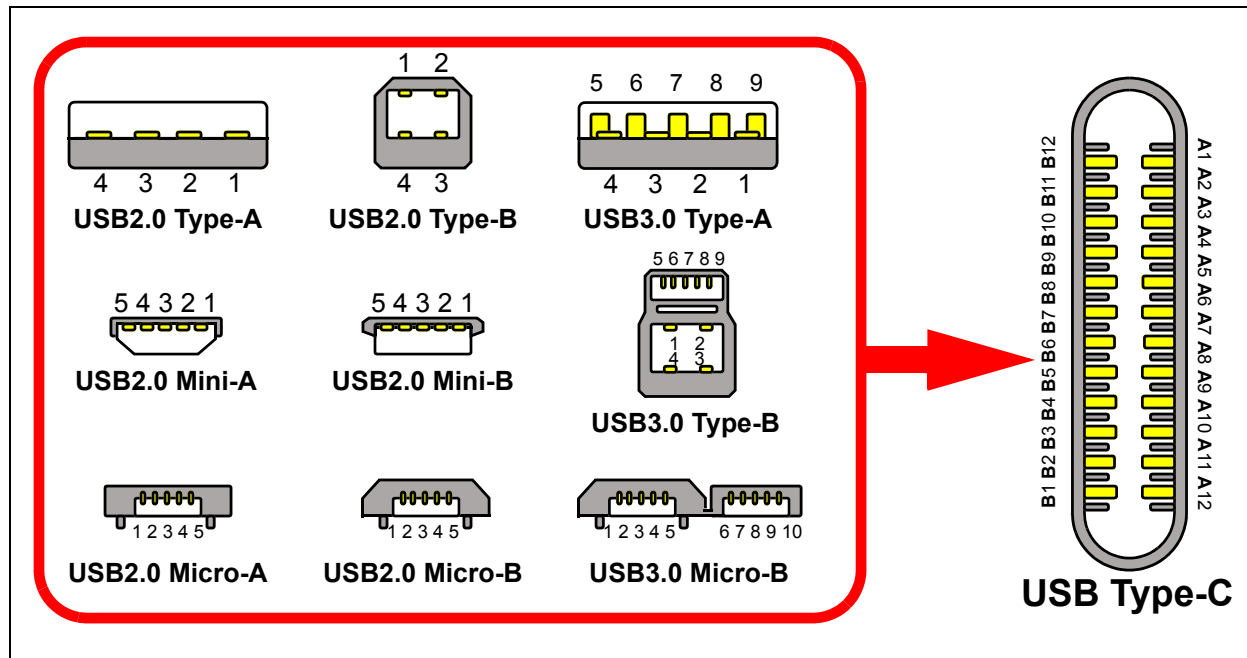 1 2
5 6 7 8 9
4 3 2 1
4 3
4 3 2 1
USB2.0 Type-A
USB2.0 Type-B
USB3.0 Type-A
5 6 7 8 9
5 4 3 2 1
5 4 3 2 1
1 2
4 3
USB2.0 Mini-A
USB2.0 Mini-B
USB3.0 Type-B
1 2 3 4 5
1 2 3 4 5
1 2 3 4 5
6 7 8 9 10
USB2.0 Micro-A
USB2.0 Micro-B
USB3.0 Micro-B
B1 B2 B3 B4 B5 B6 B7 B8 B9 B10 B11 B12
A1 A2 A3 A4 A5 A6 A7 A8 A9 A10 A11 A12
USB Type-C